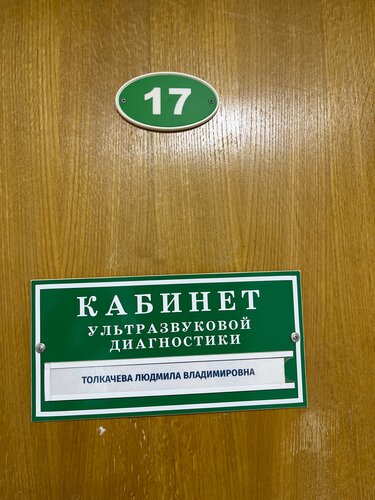 17
КАБИНЕТ
УЛЬТРАЗВУКОВОЙ
ДИАГНОСТИКИ
ТОЛКАЧЕВА ЛЮДМИЛА ВЛАДИМИРОВНА